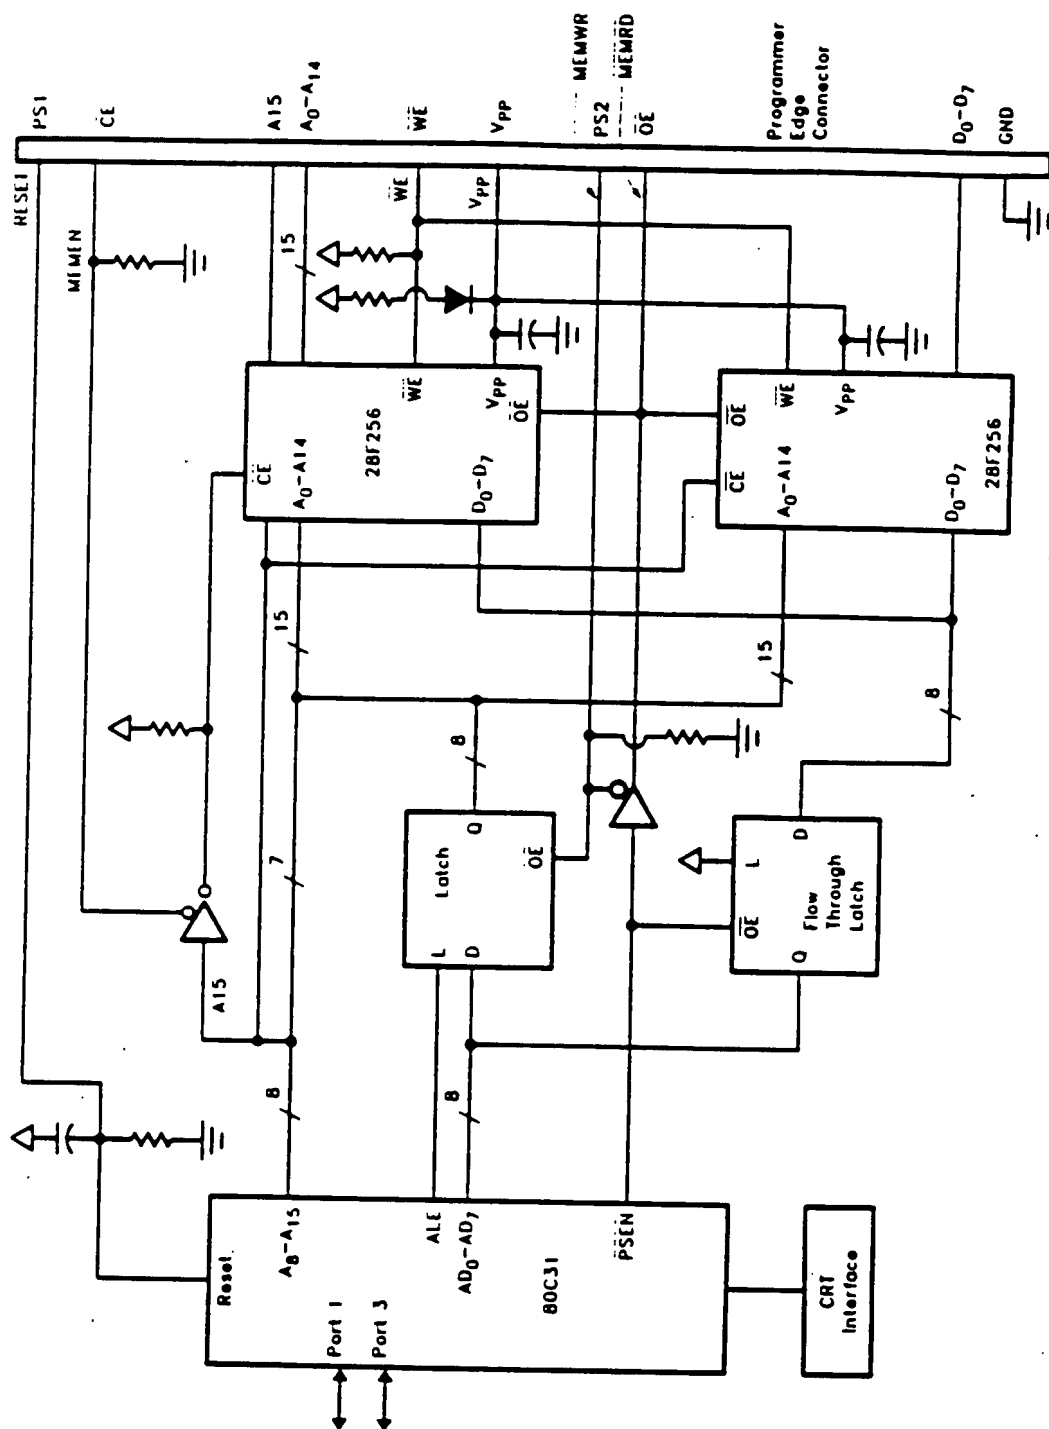 RESET
PS1
MEMEN
CE
A15
A0-A14
15
WE
WE
VPP
VPP
MEMWR
PS2
MEMRD
OE
Programmer
Edge
Connector
D0-D7
GND
CE
A0-A14
28F256
WE
VPP
OE
D0-D7
OE
CE
WE
VPP
A0-A14
D0-D7
28F256
15
15
8
8
7
A15
Latch
Q
OE
L
D
L
D
OE
Flow
Through
Latch
Q
8
8
Reset
A8-A15
ALE
AD0-AD7
PSEN
80C31
Port 1
Port 3
CRT
Interface